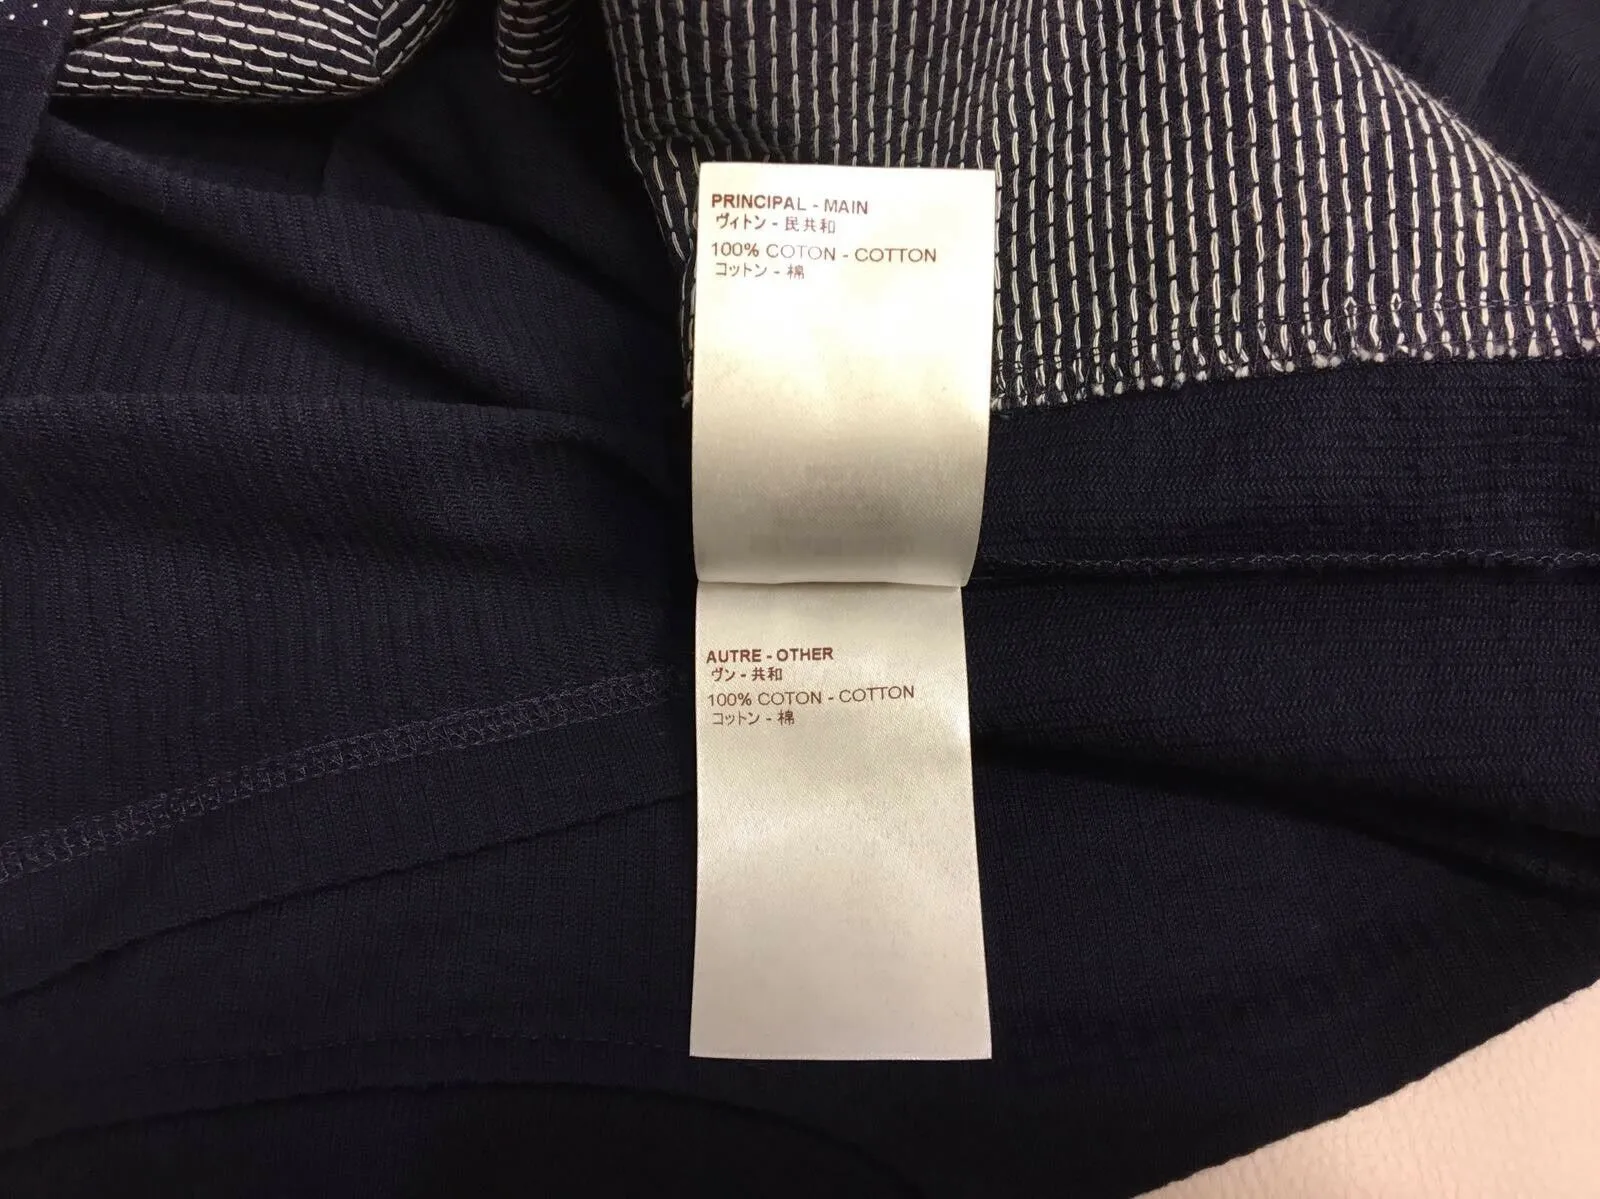 PRINCIPAL - MAIN
ヴィトン - 民共和
100% COTON - COTTON
コットン - 棉
AUTRE - OTHER
ヴン - 共和
100% COTON - COTTON
コットン - 棉